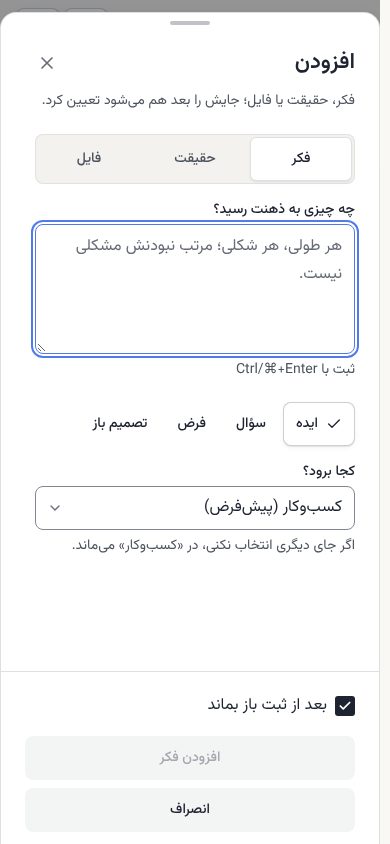 افزودن
فکر، حقیقت یا فایل؛ جایش را بعد هم می‌شود تعیین کرد.
فکر
حقیقت
فایل
چه چیزی به ذهنت رسید؟
هر طولی، هر شکلی؛ مرتب نبودنش مشکلی
نیست.
ثبت با Ctrl/⌘+Enter
ایده
سؤال
فرض
تصمیم باز
کجا برود؟
کسب‌وکار (پیش‌فرض)
اگر جای دیگری انتخاب نکنی، در «کسب‌وکار» می‌ماند.
بعد از ثبت باز بماند
افزودن فکر
انصراف